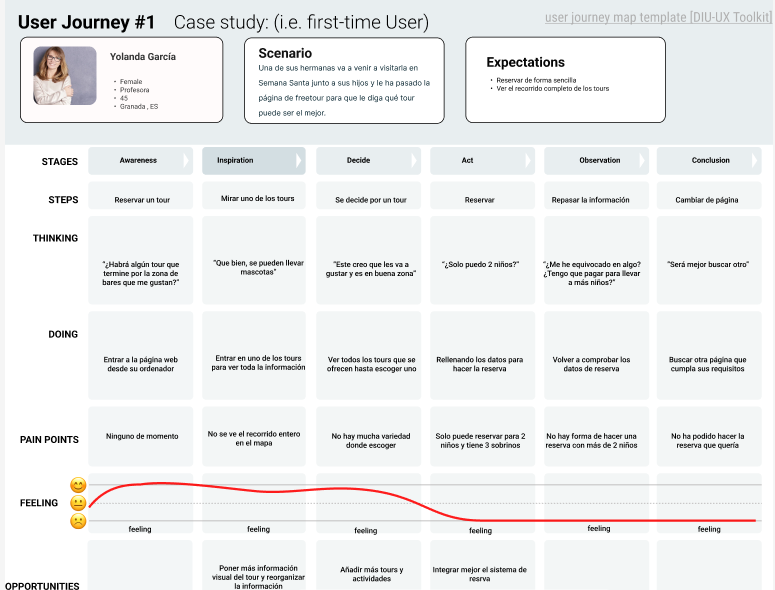 User Journey #1 Case study: (i.e. first-time User)
user journey map template [DIU-UX Toolkit]
Yolanda García
• Female
• Profesora
• 45
• Granada , ES
Scenario
Una de sus hermanas va a venir a visitarla en
Semana Santa junto a sus hijos y le ha pasado la
página de freetour para que le diga qué tour
puede ser el mejor.
Expectations
• Reservar de forma sencilla
• Ver el recorrido completo de los tours
STAGES
Awareness
Inspiration
Decide
Act
Observation
Conclusion
STEPS
Reservar un tour
Mirar uno de los tours
Se decide por un tour
Reservar
Repasar la información
Cambiar de página
THINKING
“¿Habrá algún tour que
termine por la zona de
bares que me gustan?”
“Que bien, se pueden llevar
mascotas”
“Este creo que les va a
gustar y es en buena zona”
“¿Solo puedo 2 niños?”
“¿Me he equivocado en algo?
¿Tengo que pagar para llevar
a más niños?”
“Será mejor buscar otro”
DOING
Entrar a la página web
desde su ordenador
Entrar en uno de los tours
para ver toda la información
Ver todos los tours que se
ofrecen hasta escoger uno
Rellenando los datos para
hacer la reserva
Volver a comprobar los
datos de reserva
Buscar otra página que
cumpla sus requisitos
PAIN POINTS
Ninguno de momento
No se ve el recorrido entero
en el mapa
No hay mucha variedad
donde escoger
Solo puede reservar para 2
niños y tiene 3 sobrinos
No hay forma de hacer una
reserva con más de 2 niños
No ha podido hacer la
reserva que quería
FEELING
feeling
feeling
feeling
feeling
feeling
feeling
OPPORTUNITIES
Poner más información
visual del tour y reorganizar
la información
Añadir más tours y
actividades
Integrar mejor el sistema de
resrva